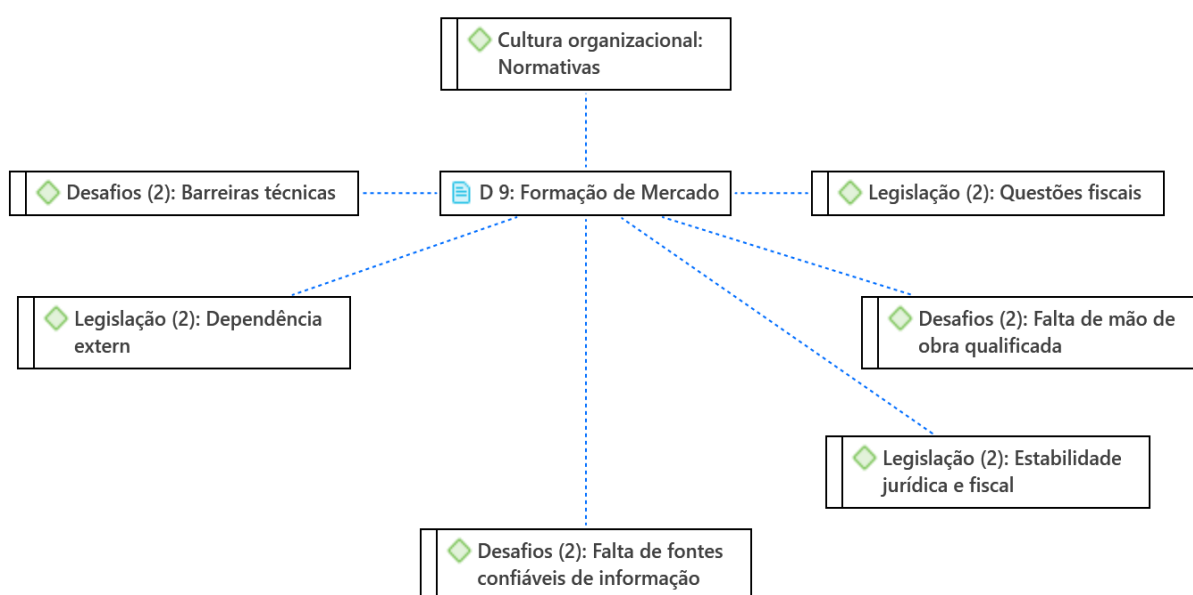 Cultura organizacional:
Normativas
Desafios (2): Barreiras técnicas
D 9: Formação de Mercado
Legislação (2): Questões fiscais
Legislação (2): Dependência
extern
Desafios (2): Falta de mão de
obra qualificada
Legislação (2): Estabilidade
jurídica e fiscal
Desafios (2): Falta de fontes
confiáveis de informação